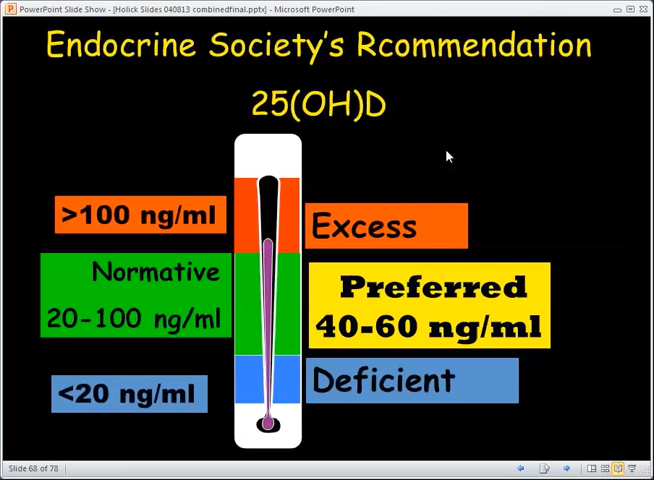 PowerPoint Slide Show - [Holick Slides 040813 combinedfinal.pptx] - Microsoft PowerPoint
Endocrine Society's Rcommendation
25(OH)D
>100 ng/ml
Excess
Normative
20-100 ng/ml
Preferred
40-60 ng/ml
<20 ng/ml
Deficient
Slide 68 of 78